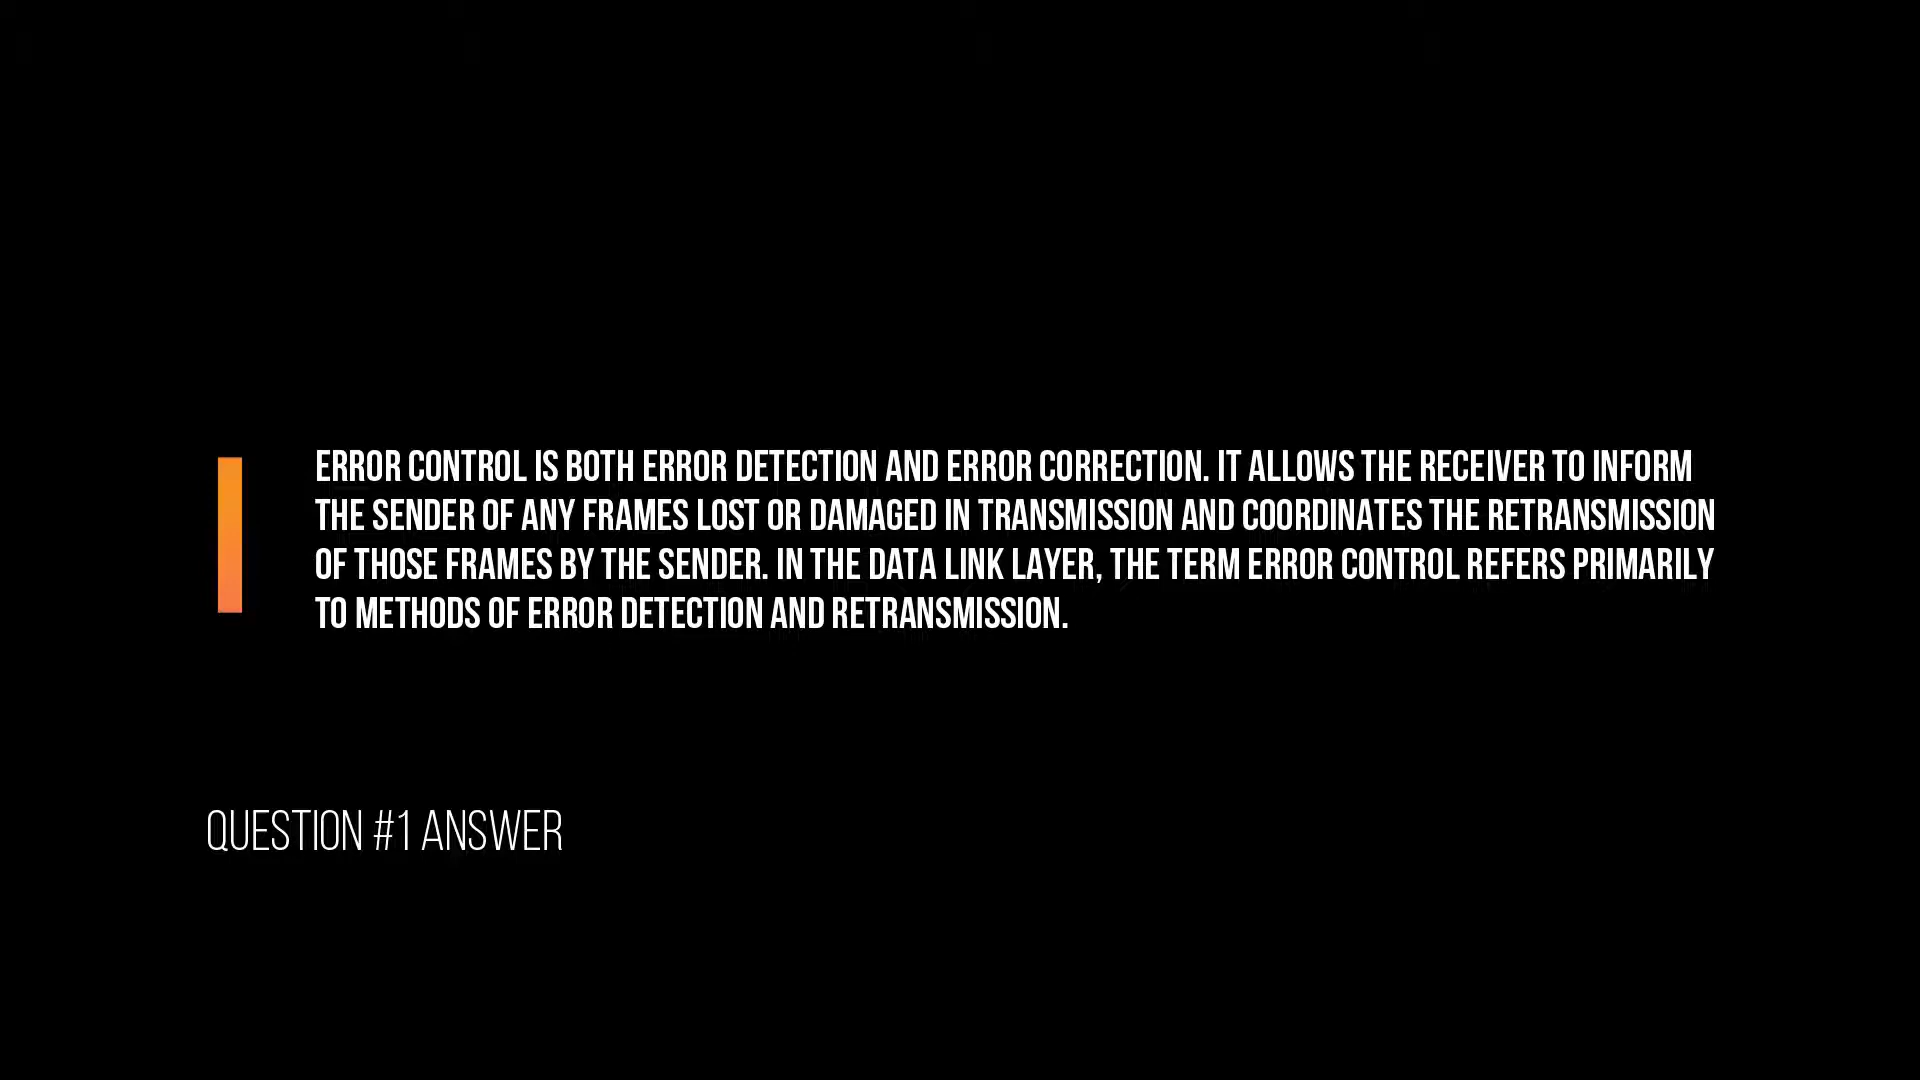 ERROR CONTROL IS BOTH ERROR DETECTION AND ERROR CORRECTION. IT ALLOWS THE RECEIVER TO INFORM
THE SENDER OF ANY FRAMES LOST OR DAMAGED IN TRANSMISSION AND COORDINATES THE RETRANSMISSION
OF THOSE FRAMES BY THE SENDER. IN THE DATA LINK LAYER, THE TERM ERROR CONTROL REFERS PRIMARILY
TO METHODS OF ERROR DETECTION AND RETRANSMISSION.
QUESTION #1 ANSWER